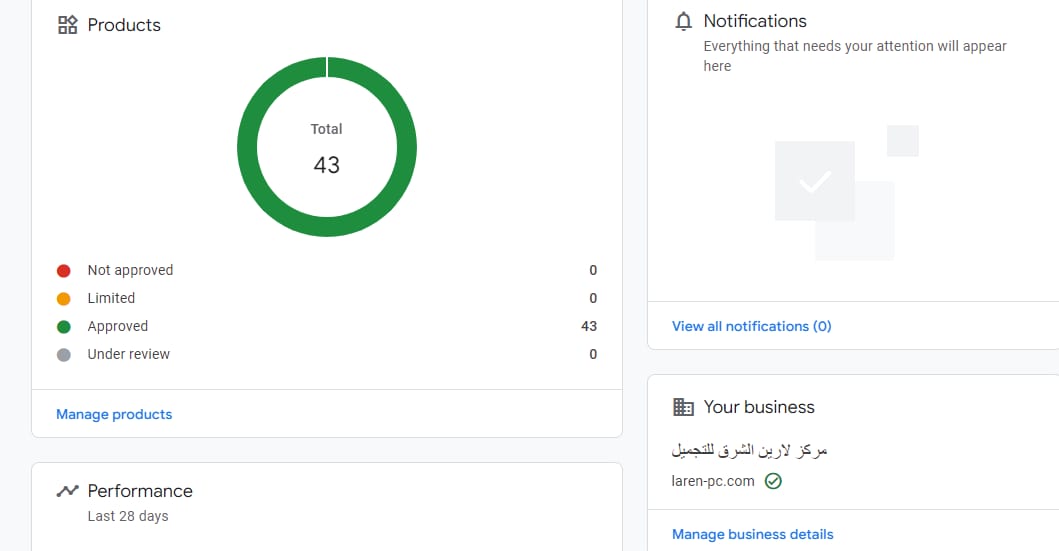 Products
Total
43
Not approved 0
Limited 0
Approved 43
Under review 0
Manage products
Performance
Last 28 days
Notifications
Everything that needs your attention will appear
here
View all notifications (0)
Your business
مركز لارين الشرق للتجميل
laren-pc.com
Manage business details